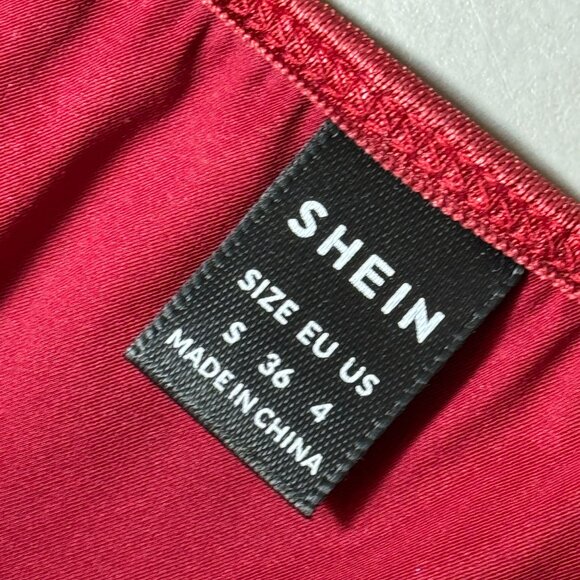 SHEIN
SIZE EU US
S 36 4
MADE IN CHINA